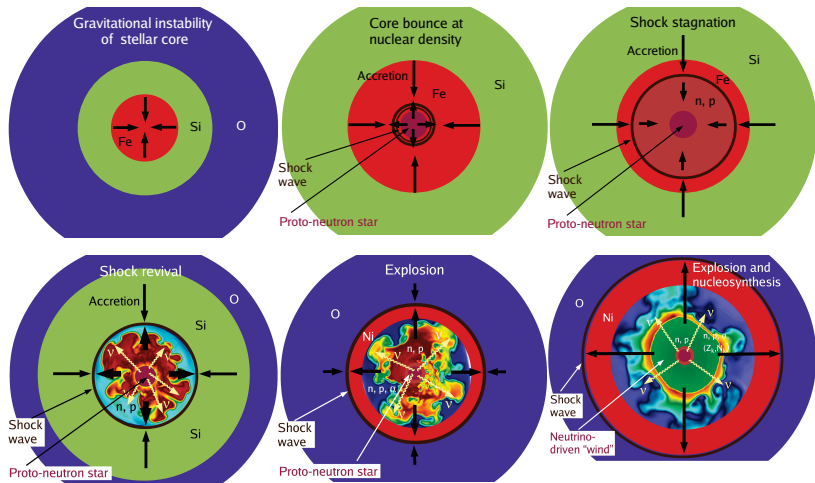 Gravitational instability
of stellar core
Fe
Si
O
Core bounce at
nuclear density
Accretion
Fe
Si
Shock
wave
Proto-neutron star
Shock stagnation
Accretion
Si
Fe
n, p
Shock
wave
Proto-neutron star
Shock revival
O
Accretion
Si
ν
ν
ν
ν
n, p
Si
Shock
wave
Proto-neutron star
Explosion
O
Ni
ν
n, p
n, p, α
ν
ν
Shock
wave
Proto-neutron star
Explosion and
nucleosynthesis
O
Ni
ν
ν
n, p
n, p, α
ν
ν
Shock
wave
Neutrino-
driven "wind"